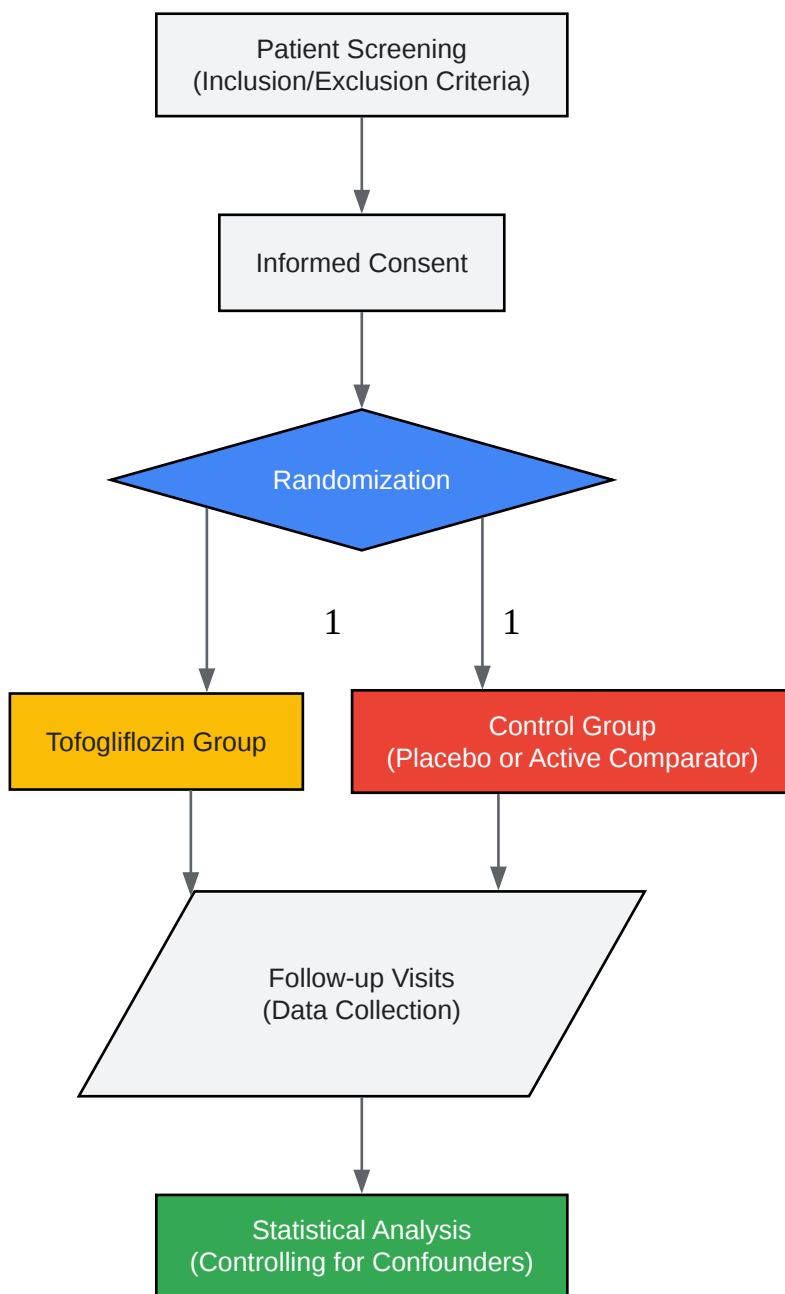 Patient Screening
(Inclusion/Exclusion Criteria)
Informed Consent
Randomization
1
1
Tofogliflozin Group
Control Group
(Placebo or Active Comparator)
Follow-up Visits
(Data Collection)
Statistical Analysis
(Controlling for Confounders)